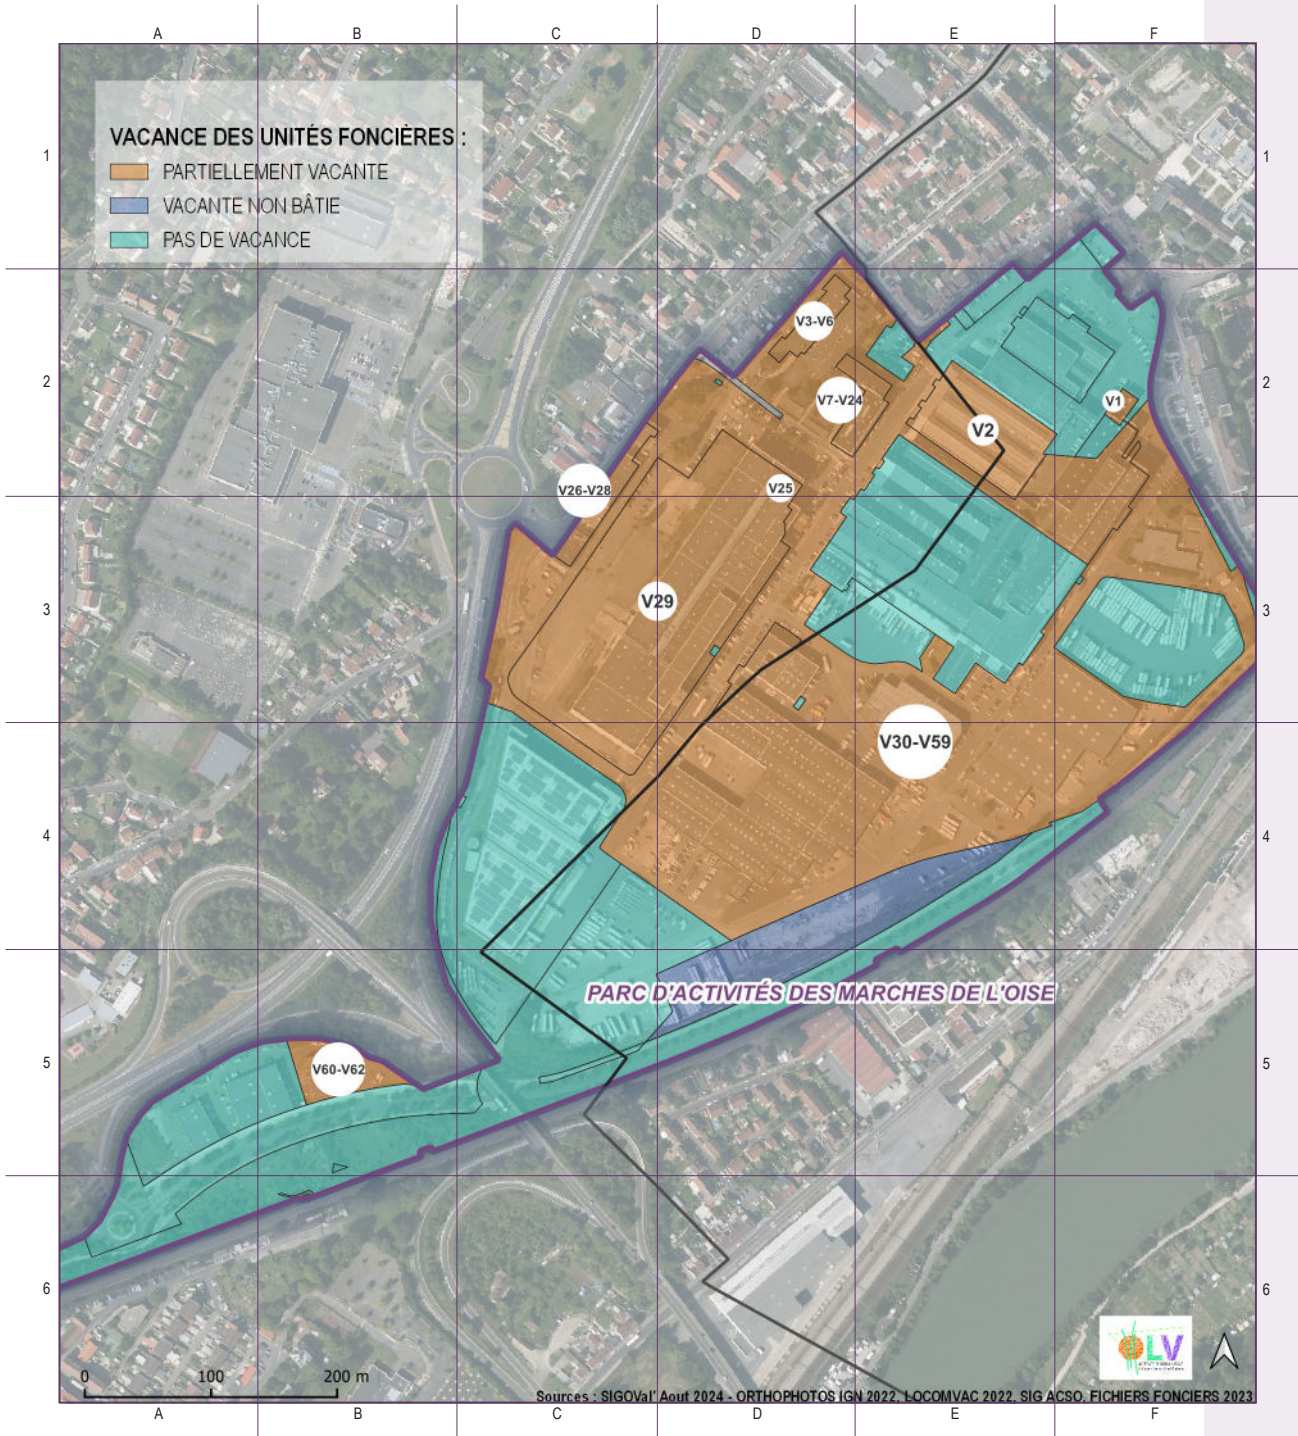 A B C D E F
VACANCE DES UNITÉS FONCIÈRES :
PARTIELLEMENT VACANTE
VACANTE NON BÂTIE
PAS DE VACANCE
1 1
V3-V6
2 2
V7-V24
V1
V2
V26-V28
V25
V29
3 3
V30-V59
4 4
PARC D'ACTIVITÉS DES MARCHES DE L'OISE
5 5
V60-V62
6 6
LV
0 100 200 m
Sources : SIGOVal' Aout 2024 - ORTHOPHOTOS IGN 2022, LOCOMVAC 2022, SIG ACSO, FICHIERS FONCIERS 2023
A B C D E F